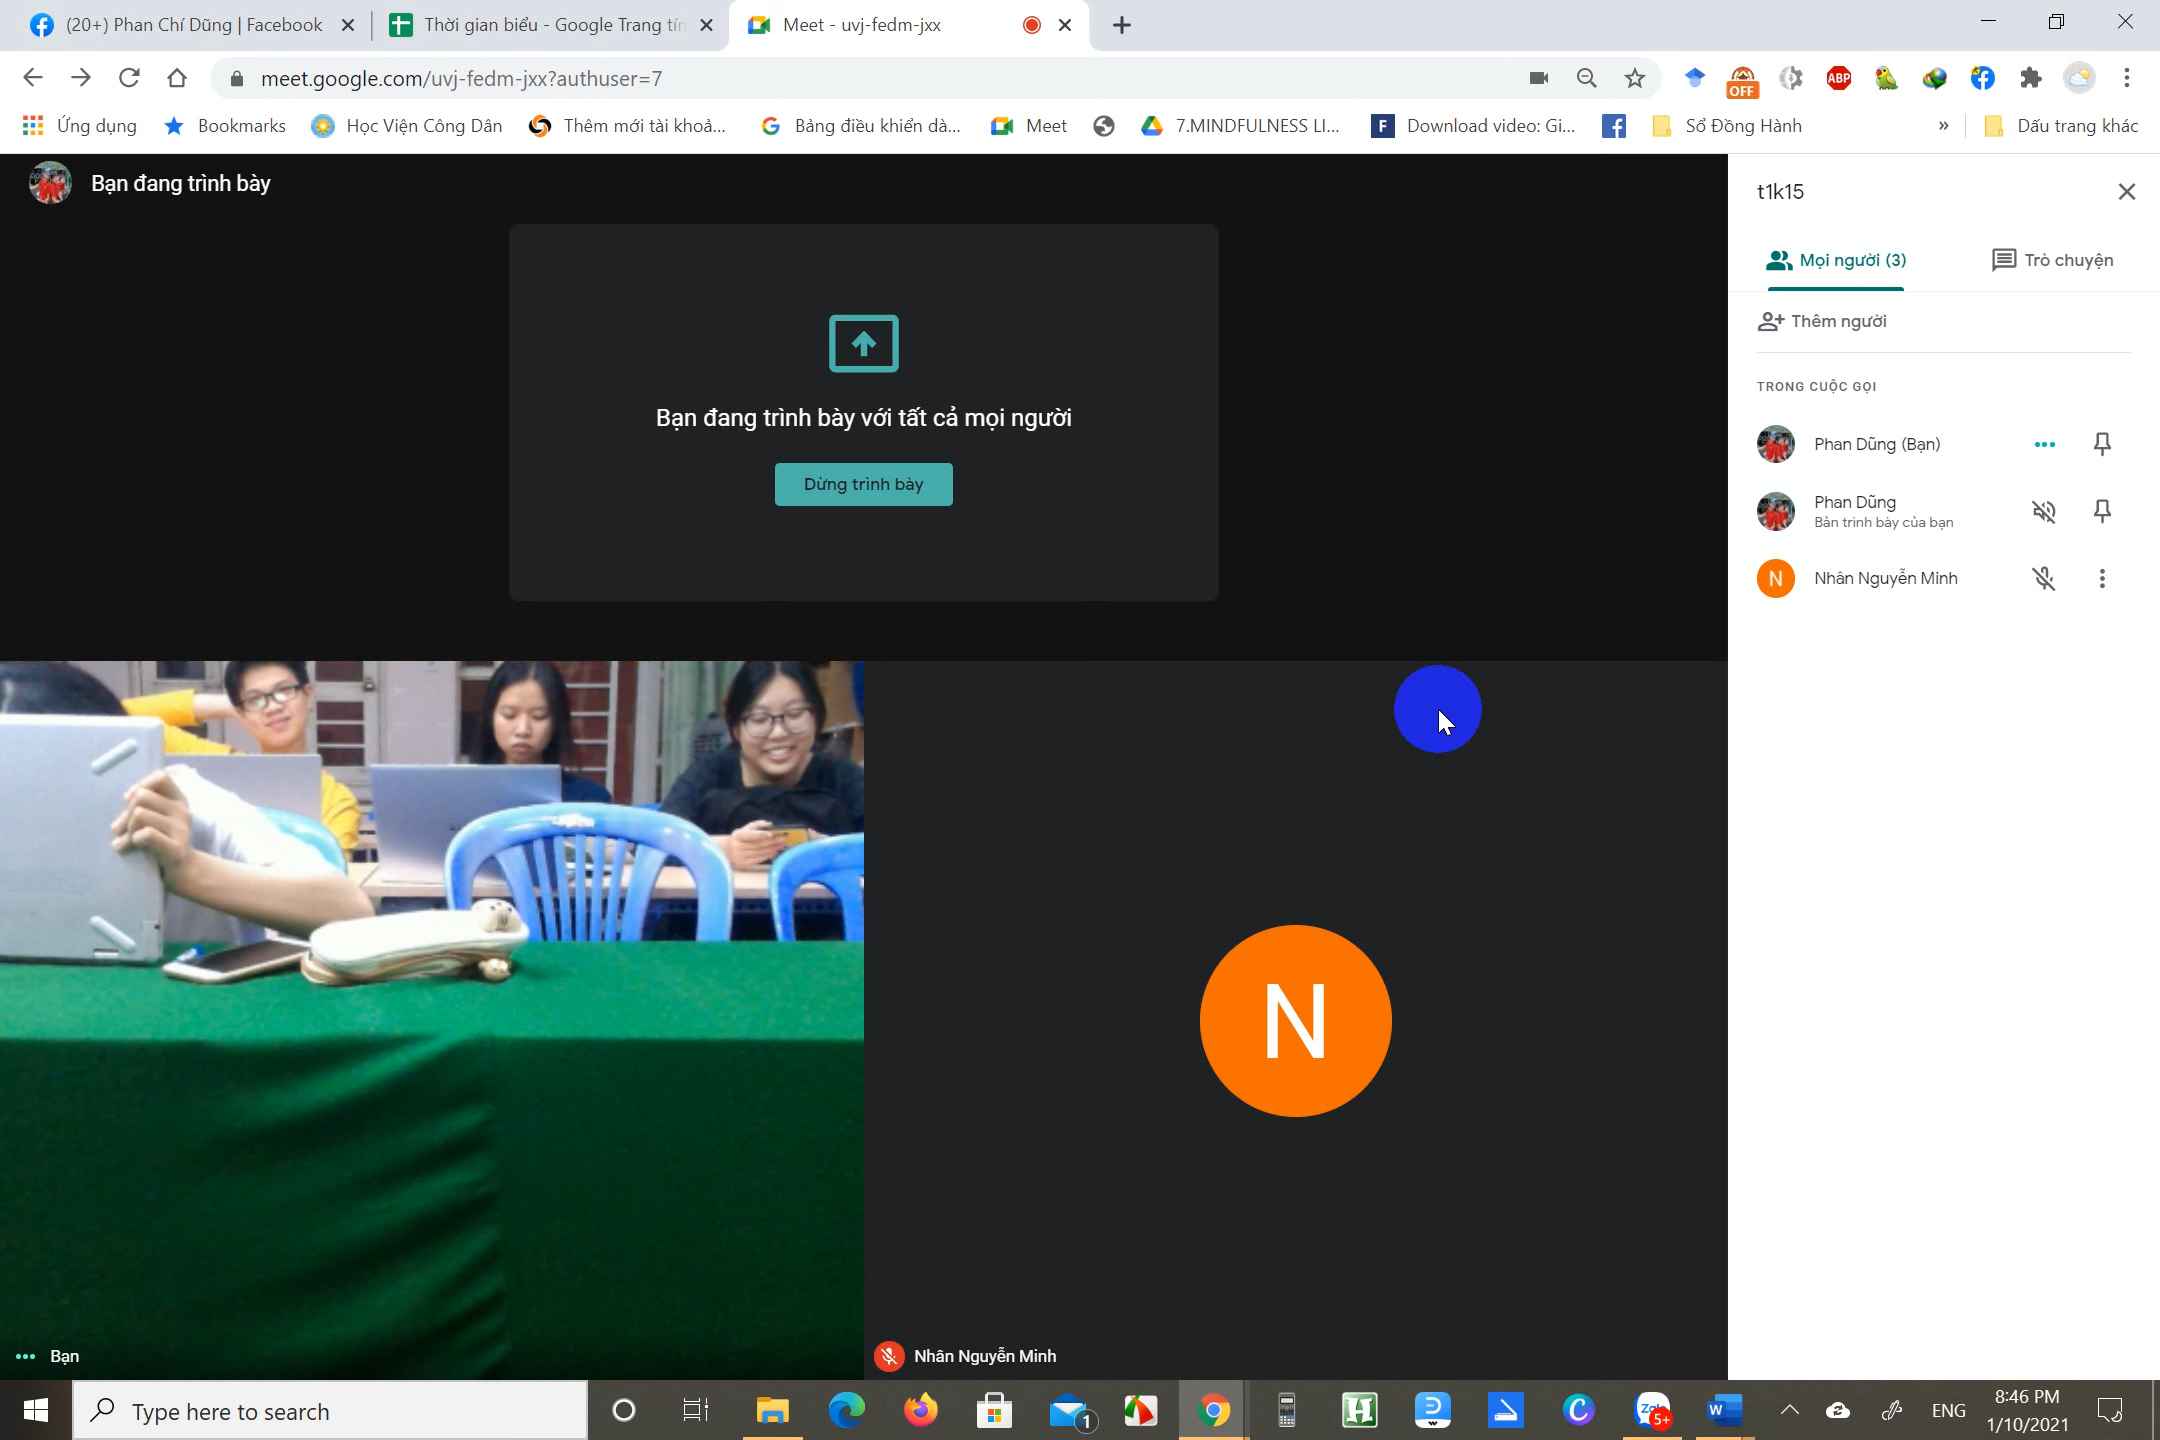 (20+) Phan Chí Dũng | Facebook
Thời gian biểu - Google Trang tín
Meet - uvj-fedm-jxx
meet.google.com/uvj-fedm-jxx?authuser=7
OFF
ABP
Ứng dụng
Bookmarks
Học Viện Công Dân
Thêm mới tài khoả...
Bảng điều khiển dà...
Meet
7.MINDFULNESS LI...
F
Download video: Gi...
Sổ Đồng Hành
»
Dấu trang khác
Bạn đang trình bày
Bạn đang trình bày với tất cả mọi người
Dừng trình bày
t1k15
Mọi người (3)
Trò chuyện
Thêm người
TRONG CUỘC GỌI
Phan Dũng (Bạn)
Phan Dũng
Bản trình bày của bạn
N
Nhân Nguyễn Minh
N
Bạn
Nhân Nguyễn Minh
Type here to search
1
5+
W
ENG
8:46 PM
1/10/2021